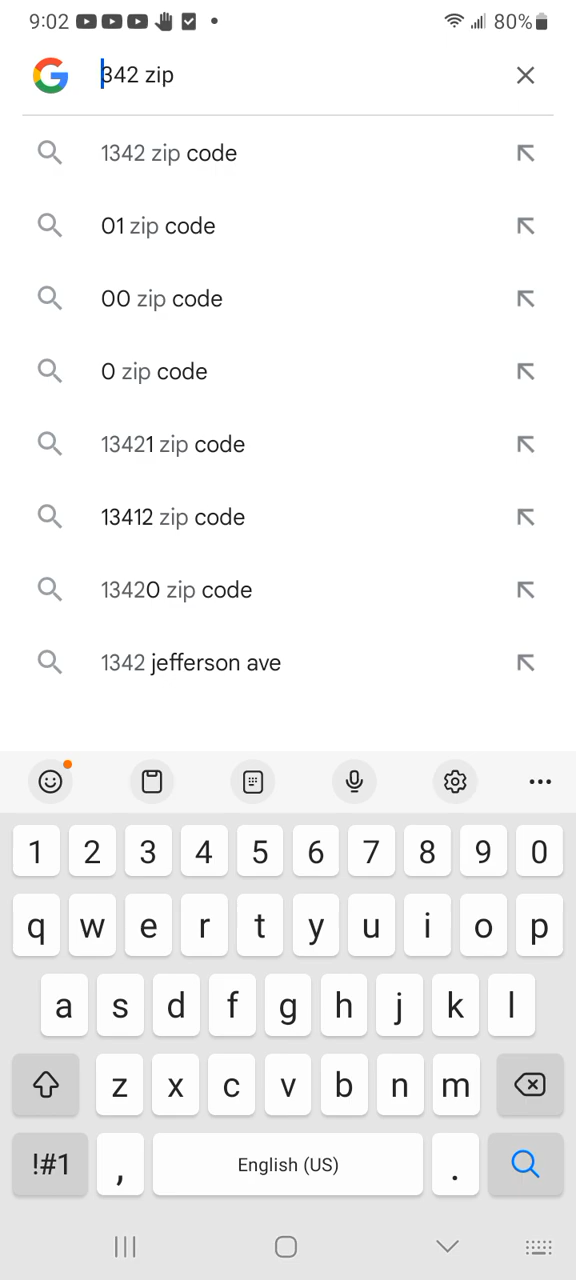 9:02 80%
342 zip
1342 zip code
01 zip code
00 zip code
0 zip code
13421 zip code
13412 zip code
13420 zip code
1342 jefferson ave
1 2 3 4 5 6 7 8 9 0
q w e r t y u i o p
a s d f g h j k l
z x c v b n m
!#1 , English (US) .